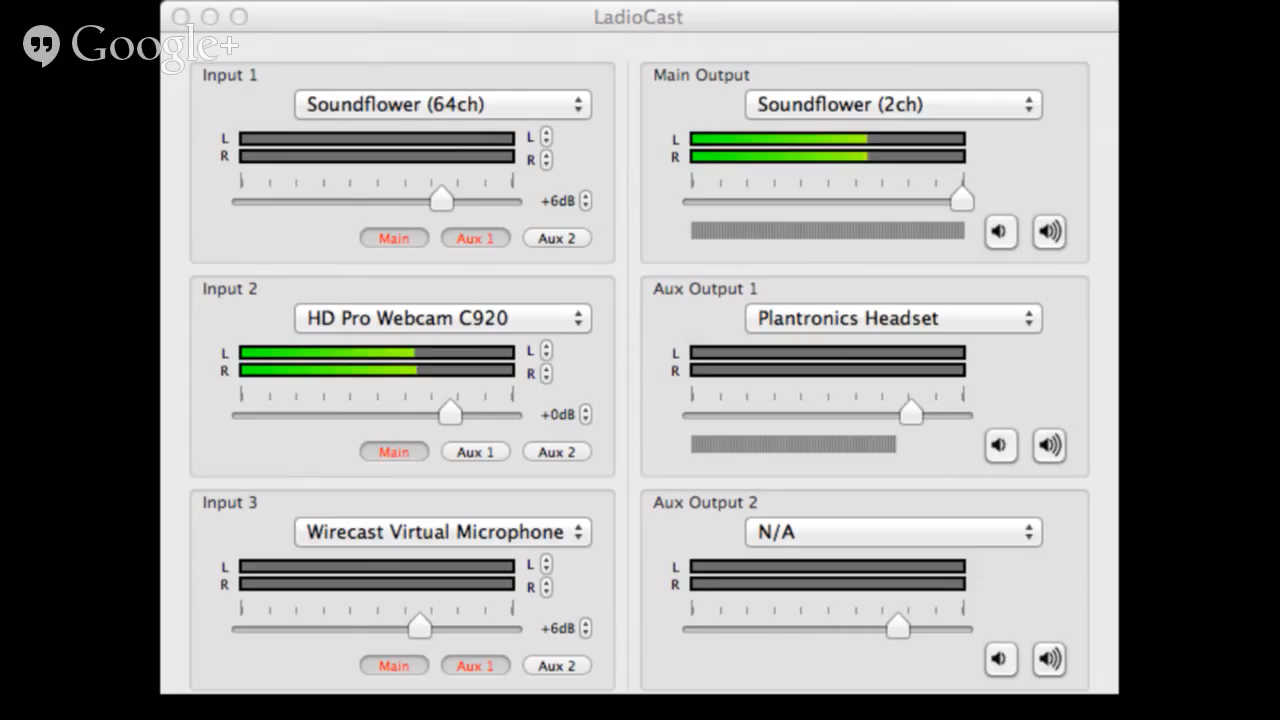 LadioCast
Google+
Input 1
Soundflower (64ch)
L
R
L
R
+6dB
Main Aux 1 Aux 2
Main Output
Soundflower (2ch)
L
R
Input 2
HD Pro Webcam C920
L
R
L
R
+0dB
Main Aux 1 Aux 2
Aux Output 1
Plantronics Headset
L
R
Input 3
Wirecast Virtual Microphone
L
R
L
R
+6dB
Main Aux 1 Aux 2
Aux Output 2
N/A
L
R